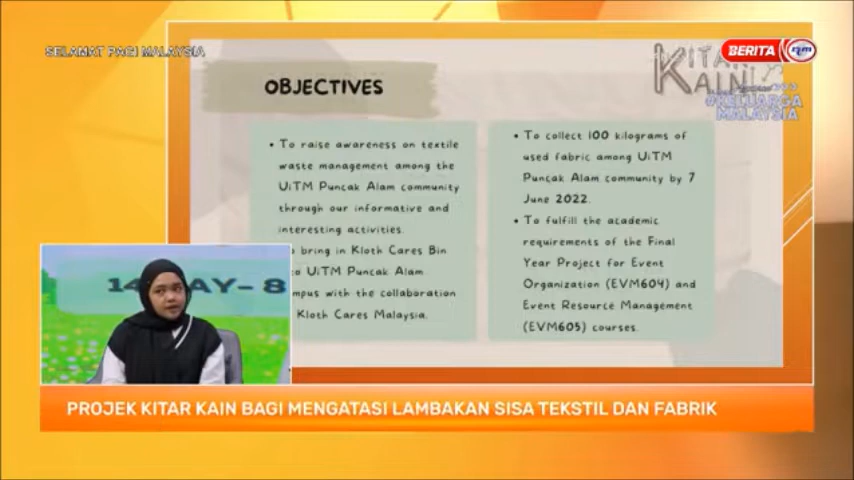 SELAMAT PAGI MALAYSIA
BERITA rtm
KITAR
KAIN
#KELUARGA
MALAYSIA
OBJECTIVES
• To raise awareness on textile
waste management among the
UiTM Puncak Alam community
through our informative and
interesting activities.
bring in Kloth Cares Bin
UiTM Puncak Alam
with the collaboration
Kloth Cares Malaysia.
• To collect 100 kilograms of
used fabric among UiTM
Puncak Alam community by 7
June 2022.
• To fulfill the academic
requirements of the Final
Year Project for Event
Organization (EVM604) and
Event Resource Management
(EVM605) courses.
14 MAY- 8
PROJEK KITAR KAIN BAGI MENGATASI LAMBAKAN SISA TEKSTIL DAN FABRIK